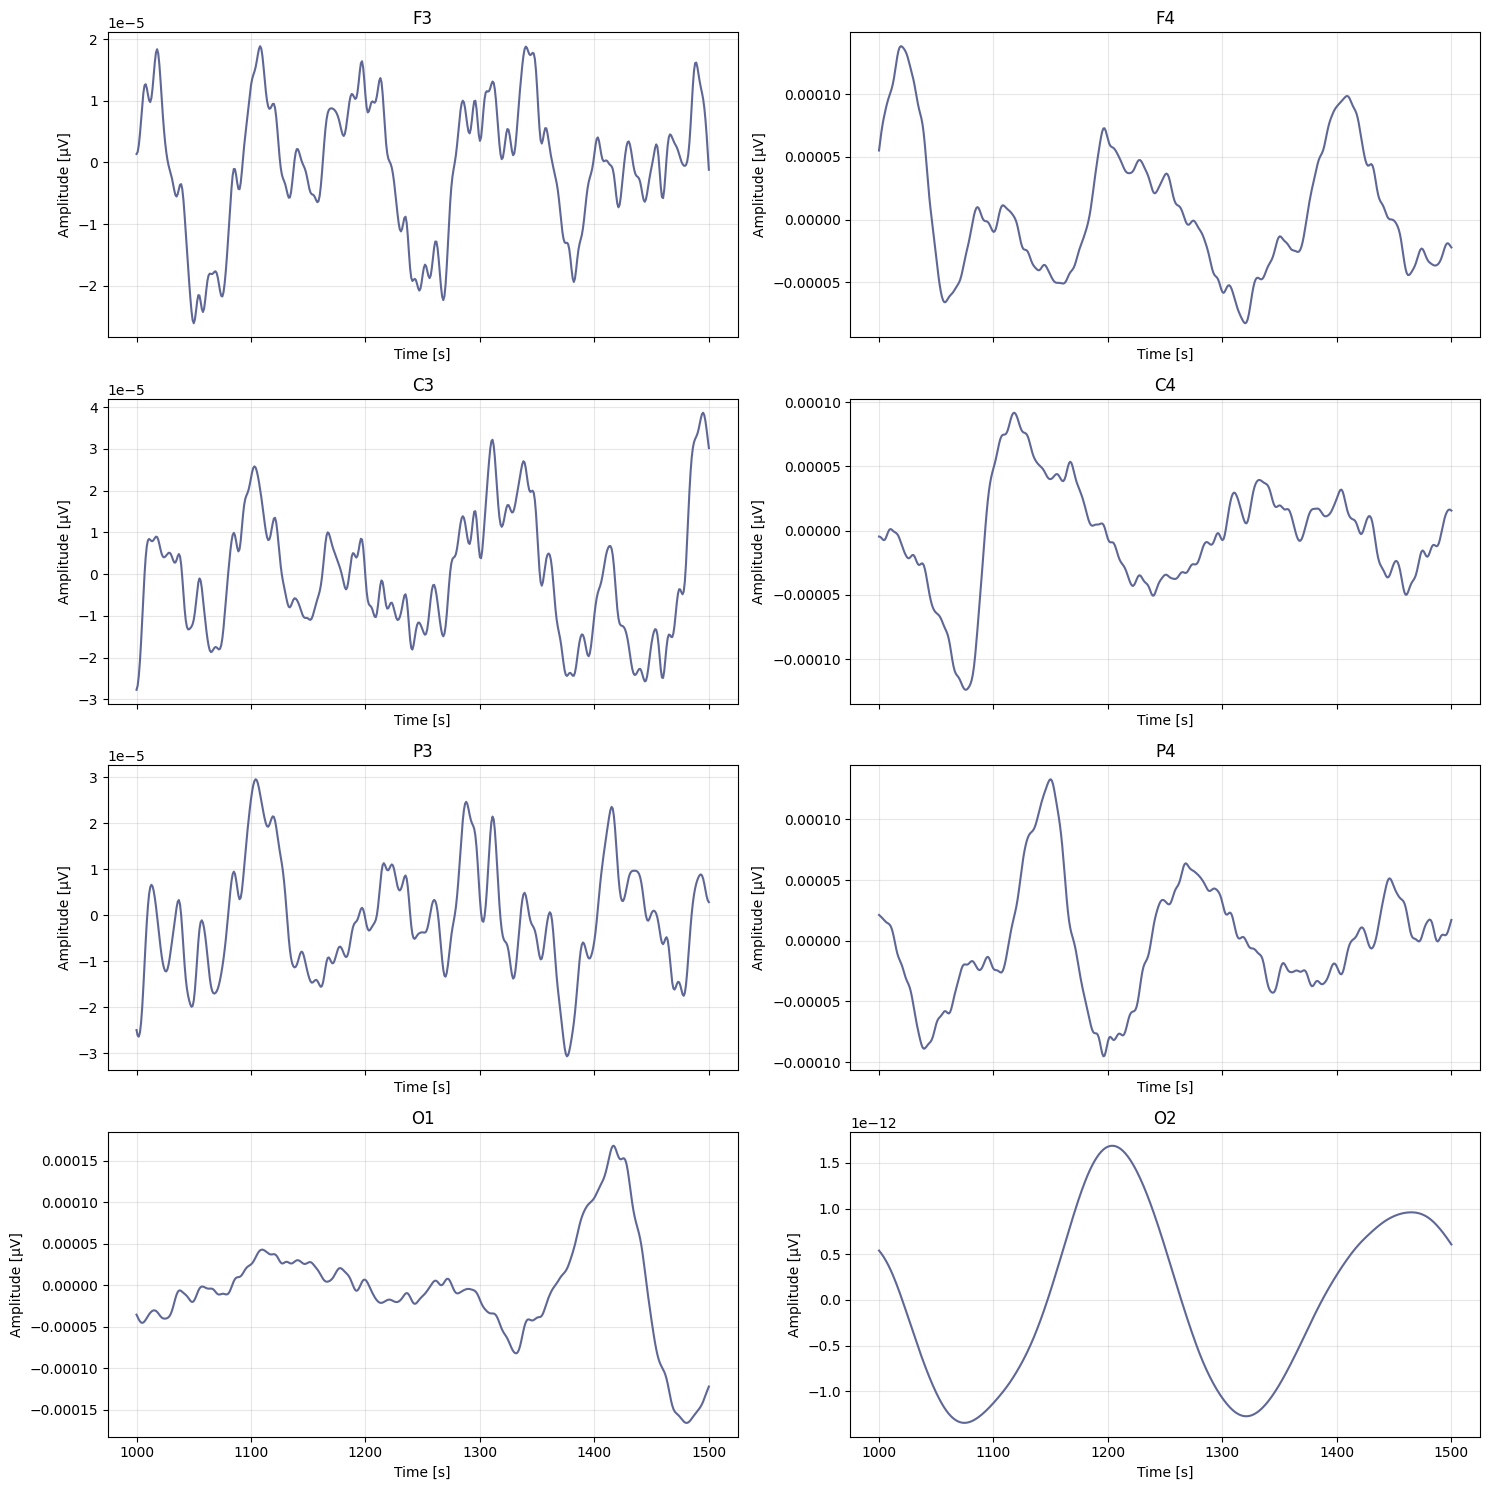 F3
1e−5
2
1
0
−1
−2
Amplitude [µV]
Time [s]
F4
0.00010
0.00005
0.00000
−0.00005
Amplitude [µV]
Time [s]
C3
1e−5
4
3
2
1
0
−1
−2
−3
Amplitude [µV]
Time [s]
C4
0.00010
0.00005
0.00000
−0.00005
−0.00010
Amplitude [µV]
Time [s]
P3
1e−5
3
2
1
0
−1
−2
−3
Amplitude [µV]
Time [s]
P4
0.00010
0.00005
0.00000
−0.00005
−0.00010
Amplitude [µV]
Time [s]
O1
0.00015
0.00010
0.00005
0.00000
−0.00005
−0.00010
−0.00015
Amplitude [µV]
1000 1100 1200 1300 1400 1500
Time [s]
O2
1e−12
1.5
1.0
0.5
0.0
−0.5
−1.0
Amplitude [µV]
1000 1100 1200 1300 1400 1500
Time [s]